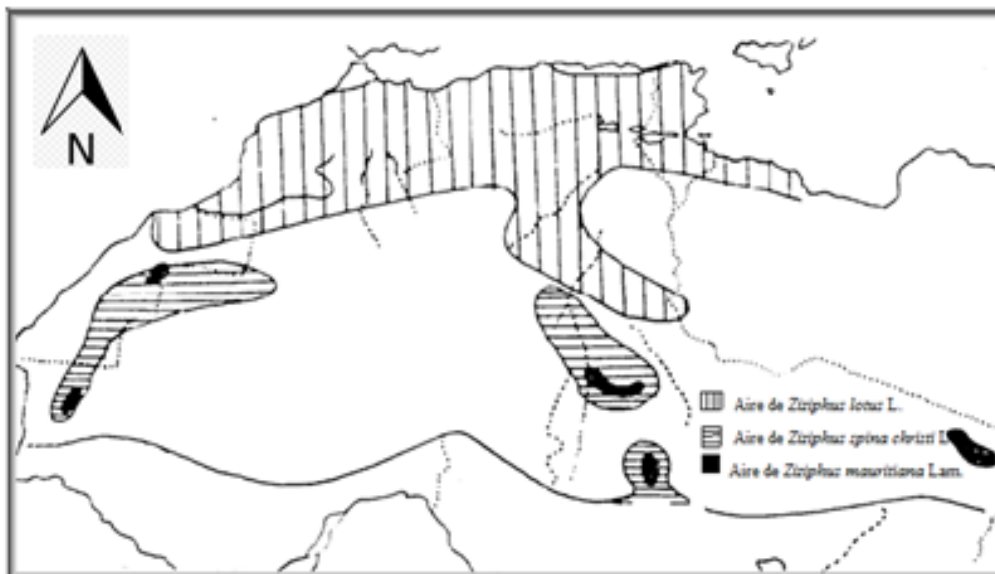 N
Aire de Ziziphus lotus L.
Aire de Ziziphus spina christi L
Aire de Ziziphus mauritiana Lam.